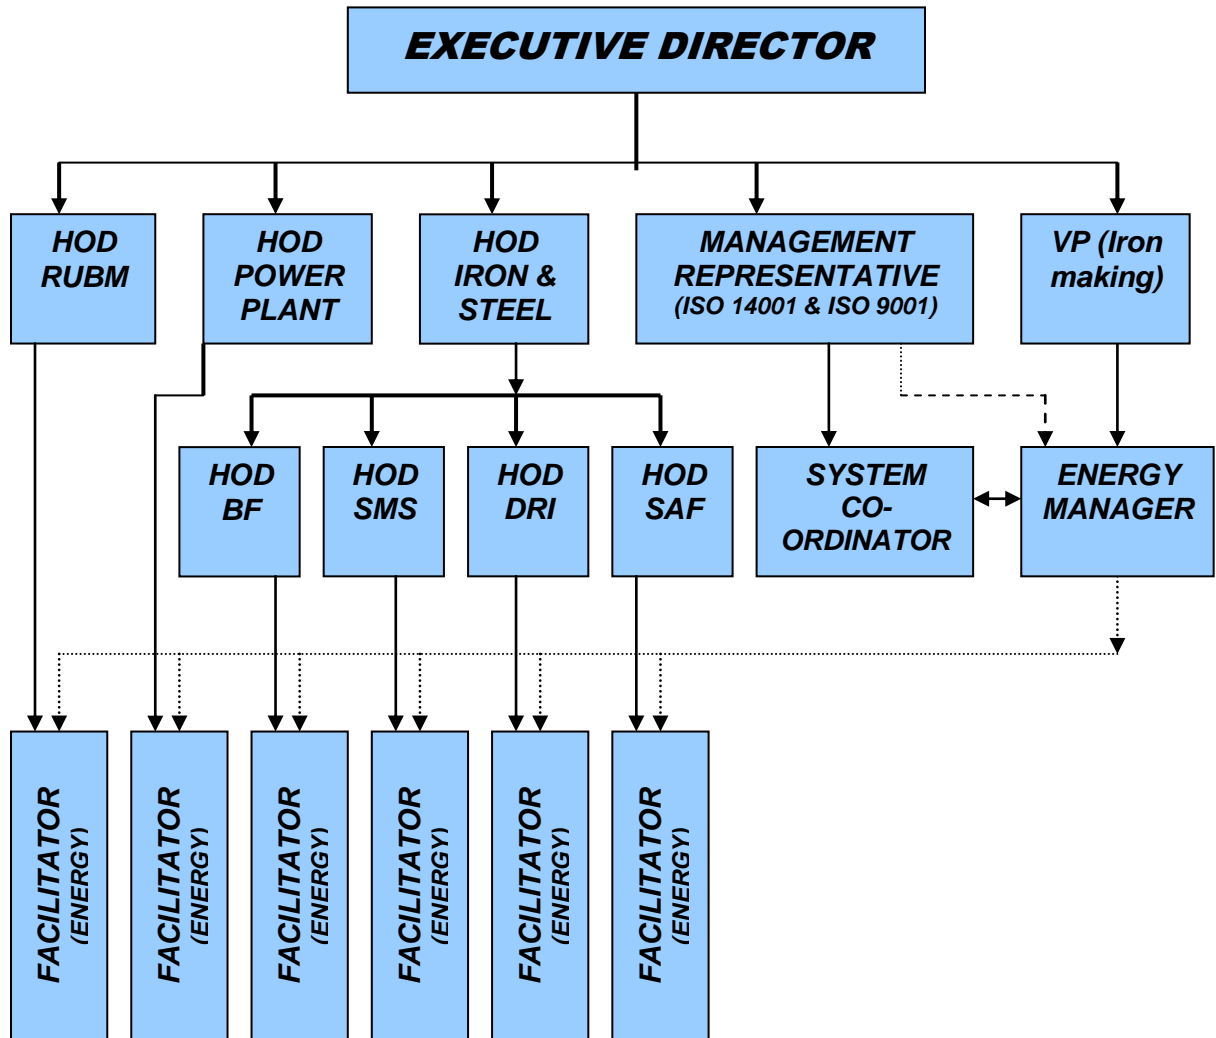 EXECUTIVE DIRECTOR
HOD
RUBM
HOD
POWER
PLANT
HOD
IRON &
STEEL
MANAGEMENT
REPRESENTATIVE
(ISO 14001 & ISO 9001)
VP (Iron
making)
HOD
BF
HOD
SMS
HOD
DRI
HOD
SAF
SYSTEM
CO-
ORDINATOR
ENERGY
MANAGER
FACILITATOR
(ENERGY)
FACILITATOR
(ENERGY)
FACILITATOR
(ENERGY)
FACILITATOR
(ENERGY)
FACILITATOR
(ENERGY)
FACILITATOR
(ENERGY)